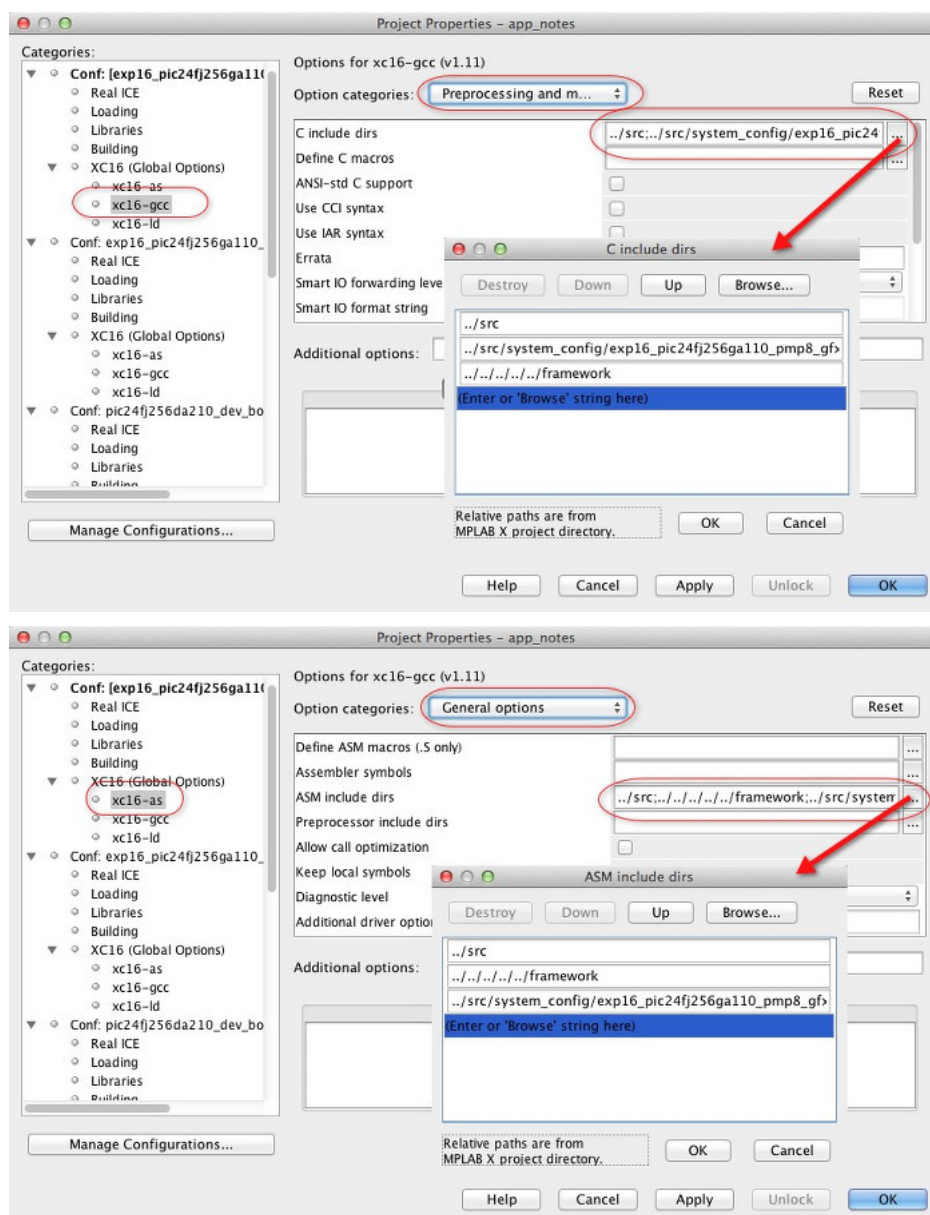 Project Properties – app_notes
Categories:
Conf: [exp16_pic24fj256ga110
Real ICE
Loading
Libraries
Building
XC16 (Global Options)
xc16-as
xc16-gcc
xc16-ld
Conf: exp16_pic24fj256ga110_
Real ICE
Loading
Libraries
Building
XC16 (Global Options)
xc16-as
xc16-gcc
xc16-ld
Conf: pic24fj256da210_dev_bo
Real ICE
Loading
Libraries
Building
Manage Configurations...
Options for xc16-gcc (v1.11)
Option categories: Preprocessing and m... Reset
C include dirs ../src;../src/system_config/exp16_pic24 ...
Define C macros ...
ANSI-std C support
Use CCI syntax
Use IAR syntax
Errata
Smart IO forwarding leve
Smart IO format string
Additional options:
C include dirs
Destroy Down Up Browse...
../src
../src/system_config/exp16_pic24fj256ga110_pmp8_gfx
../../../../../framework
(Enter or 'Browse' string here)
Relative paths are from
MPLAB X project directory.
OK Cancel
Help Cancel Apply Unlock OK
Project Properties – app_notes
Categories:
Conf: [exp16_pic24fj256ga110
Real ICE
Loading
Libraries
Building
XC16 (Global Options)
xc16-as
xc16-gcc
xc16-ld
Conf: exp16_pic24fj256ga110_
Real ICE
Loading
Libraries
Building
XC16 (Global Options)
xc16-as
xc16-gcc
xc16-ld
Conf: pic24fj256da210_dev_bo
Real ICE
Loading
Libraries
Building
Manage Configurations...
Options for xc16-gcc (v1.11)
Option categories: General options Reset
Define ASM macros (.S only) ...
Assembler symbols ...
ASM include dirs ../src;../../../../../framework;../src/system ...
Preprocessor include dirs ...
Allow call optimization
Keep local symbols
Diagnostic level
Additional driver option
Additional options:
ASM include dirs
Destroy Down Up Browse...
../src
../../../../../framework
../src/system_config/exp16_pic24fj256ga110_pmp8_gfx
(Enter or 'Browse' string here)
Relative paths are from
MPLAB X project directory.
OK Cancel
Help Cancel Apply Unlock OK